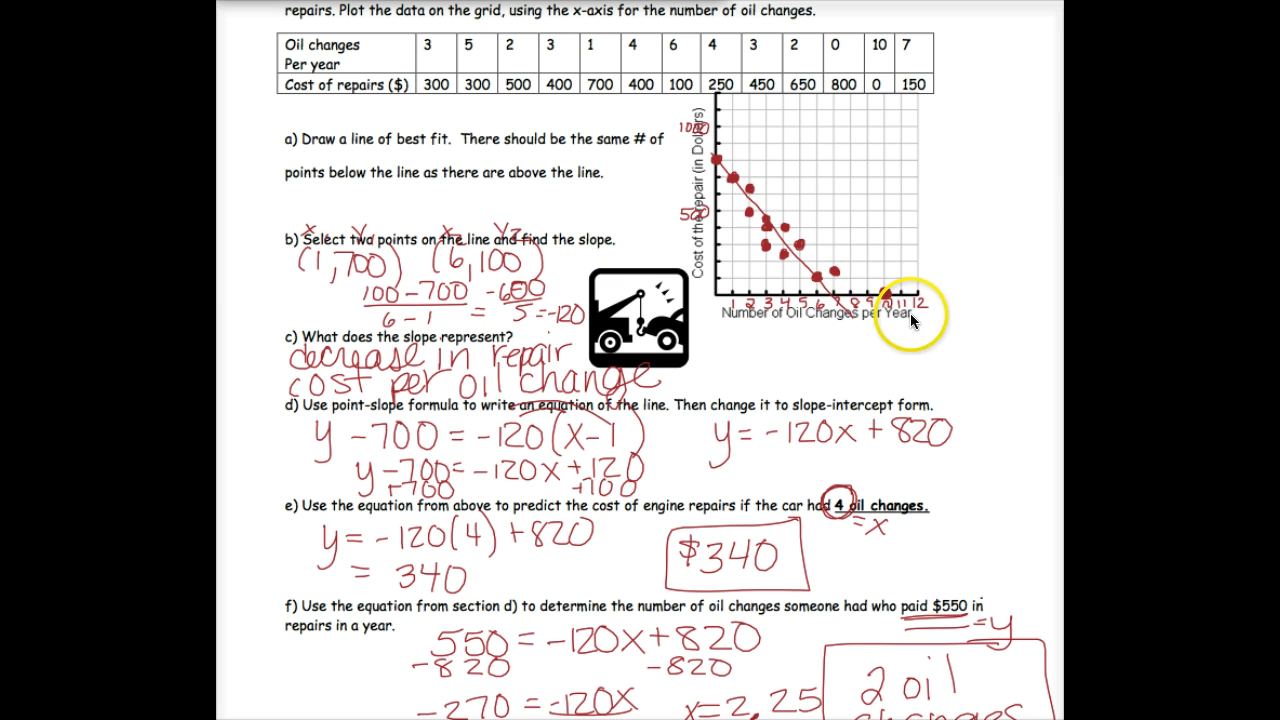 repairs. Plot the data on the grid, using the x-axis for the number of oil changes.
Oil changes Per year 3 5 2 3 1 4 6 4 3 2 0 10 7
Cost of repairs ($) 300 300 500 400 700 400 100 250 450 650 800 0 150
a) Draw a line of best fit. There should be the same # of
points below the line as there are above the line.
1000
500
Cost of the repair (in Dollars)
1 2 3 4 5 6 7 8 9 10 11 12
Number of Oil Changes per Year
b) Select two points on the line and find the slope.
(1,700) (6,100)
100-700 = -600
6-1 5 = -120
c) What does the slope represent?
decrease in repair
cost per oil change
d) Use point-slope formula to write an equation of the line. Then change it to slope-intercept form.
y -700 = -120(x-1) y= -120x + 820
y-700= -120x +120
+700 +700
e) Use the equation from above to predict the cost of engine repairs if the car had 4 oil changes.
= x
y= -120(4) +820 $340
= 340
f) Use the equation from section d) to determine the number of oil changes someone had who paid $550 in
repairs in a year.
=y
550 = -120x+820
-820 -820
-270 = -120x x=2.25
2 oil
changes